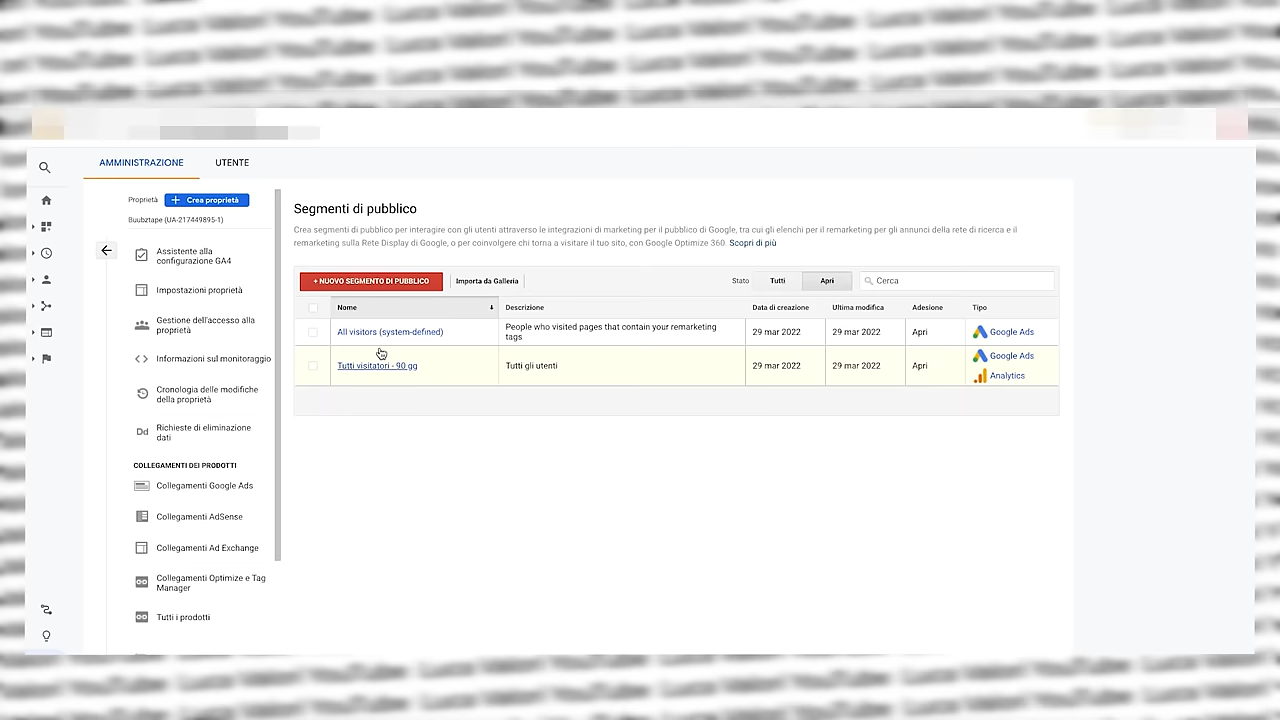 AMMINISTRAZIONE
UTENTE
Proprietà
+ Crea proprietà
Buubztape (UA-217449895-1)
Assistente alla
configurazione GA4
Impostazioni proprietà
Gestione dell'accesso alla
proprietà
Informazioni sul monitoraggio
Cronologia delle modifiche
della proprietà
Dd Richieste di eliminazione
dati
COLLEGAMENTI DEI PRODOTTI
Collegamenti Google Ads
Collegamenti AdSense
Collegamenti Ad Exchange
Collegamenti Optimize e Tag
Manager
Tutti i prodotti
Segmenti di pubblico
Crea segmenti di pubblico per interagire con gli utenti attraverso le integrazioni di marketing per il pubblico di Google, tra cui gli elenchi per il remarketing per gli annunci della rete di ricerca e il
remarketing sulla Rete Display di Google, o per coinvolgere chi torna a visitare il tuo sito, con Google Optimize 360. Scopri di più
+ NUOVO SEGMENTO DI PUBBLICO
Importa da Galleria
Stato
Tutti
Apri
Cerca
Nome
Descrizione
Data di creazione
Ultima modifica
Adesione
Tipo
All visitors (system-defined)
People who visited pages that contain your remarketing
tags
29 mar 2022
29 mar 2022
Apri
Google Ads
Tutti visitatori - 90 gg
Tutti gli utenti
29 mar 2022
29 mar 2022
Apri
Google Ads
Analytics